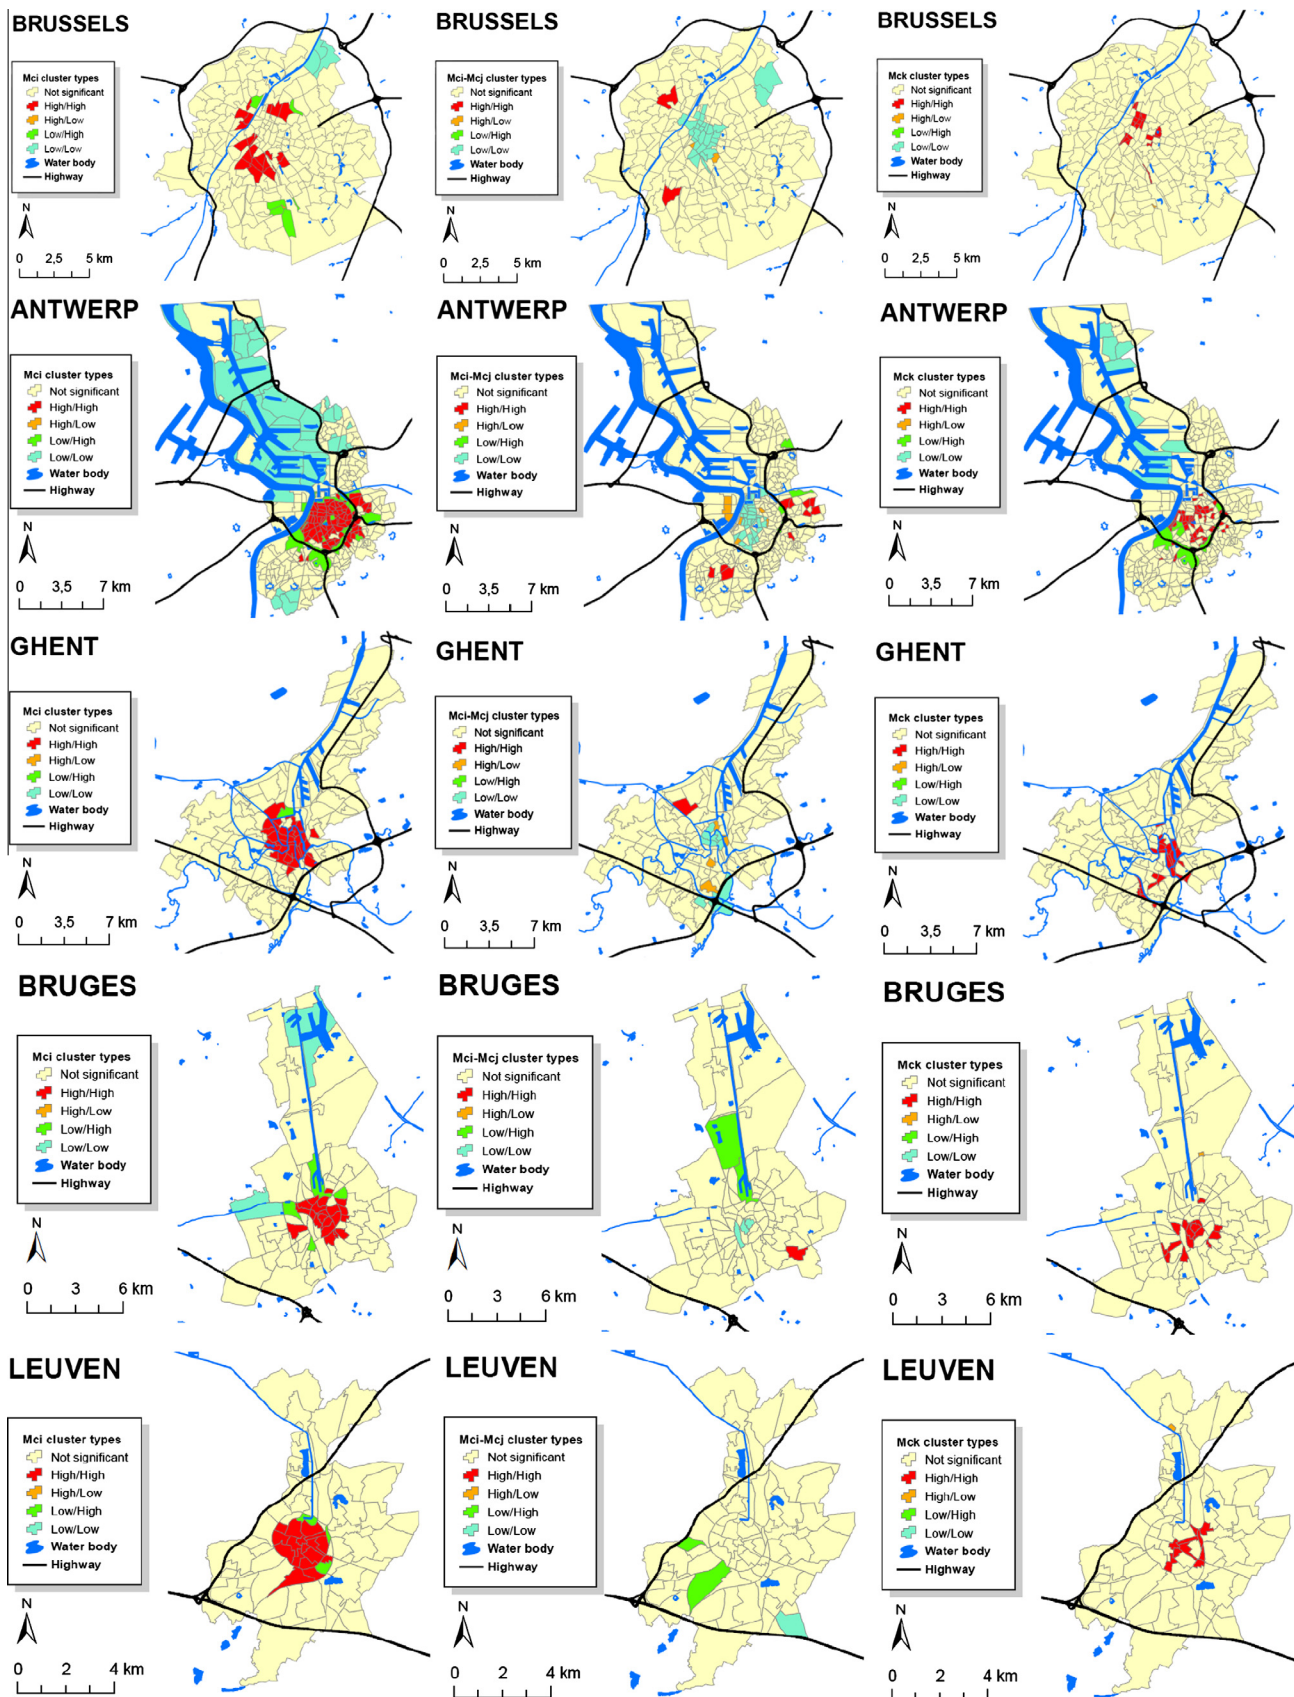 BRUSSELS
Mci cluster types
Not significant
High/High
High/Low
Low/High
Low/Low
Water body
Highway
N
0 2,5 5 km
BRUSSELS
Mci-Mcj cluster types
Not significant
High/High
High/Low
Low/High
Low/Low
Water body
Highway
N
0 2,5 5 km
BRUSSELS
Mck cluster types
Not significant
High/High
High/Low
Low/High
Low/Low
Water body
Highway
N
0 2,5 5 km
ANTWERP
Mci cluster types
Not significant
High/High
High/Low
Low/High
Low/Low
Water body
Highway
N
0 3,5 7 km
ANTWERP
Mci-Mcj cluster types
Not significant
High/High
High/Low
Low/High
Low/Low
Water body
Highway
N
0 3,5 7 km
ANTWERP
Mck cluster types
Not significant
High/High
High/Low
Low/High
Low/Low
Water body
Highway
N
0 3,5 7 km
GHENT
Mci cluster types
Not significant
High/High
High/Low
Low/High
Low/Low
Water body
Highway
N
0 3,5 7 km
GHENT
Mci-Mcj cluster types
Not significant
High/High
High/Low
Low/High
Low/Low
Water body
Highway
N
0 3,5 7 km
GHENT
Mck cluster types
Not significant
High/High
High/Low
Low/High
Low/Low
Water body
Highway
N
0 3,5 7 km
BRUGES
Mci cluster types
Not significant
High/High
High/Low
Low/High
Low/Low
Water body
Highway
N
0 3 6 km
BRUGES
Mci-Mcj cluster types
Not significant
High/High
High/Low
Low/High
Low/Low
Water body
Highway
N
0 3 6 km
BRUGES
Mck cluster types
Not significant
High/High
High/Low
Low/High
Low/Low
Water body
Highway
N
0 3 6 km
LEUVEN
Mci cluster types
Not significant
High/High
High/Low
Low/High
Low/Low
Water body
Highway
N
0 2 4 km
LEUVEN
Mci-Mcj cluster types
Not significant
High/High
High/Low
Low/High
Low/Low
Water body
Highway
N
0 2 4 km
LEUVEN
Mck cluster types
Not significant
High/High
High/Low
Low/High
Low/Low
Water body
Highway
N
0 2 4 km